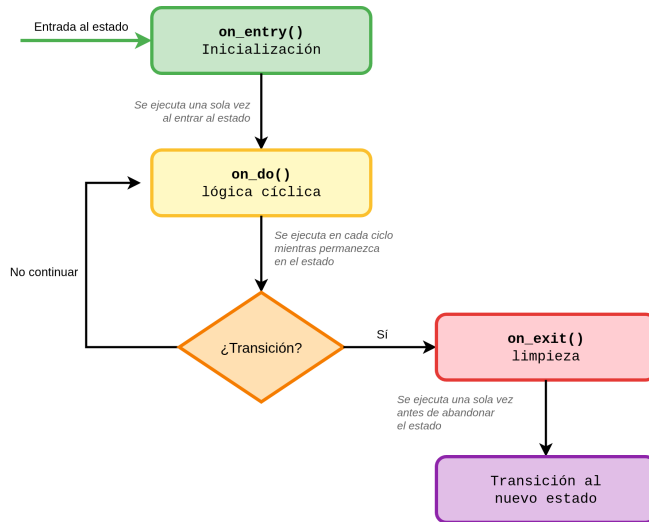 Entrada al estado
on_entry()
Inicialización
Se ejecuta una sola vez
al entrar al estado
on_do()
lógica cíclica
Se ejecuta en cada ciclo
mientras permanezca
en el estado
No continuar
¿Transición?
Sí
on_exit()
limpieza
Se ejecuta una sola vez
antes de abandonar
el estado
Transición al
nuevo estado